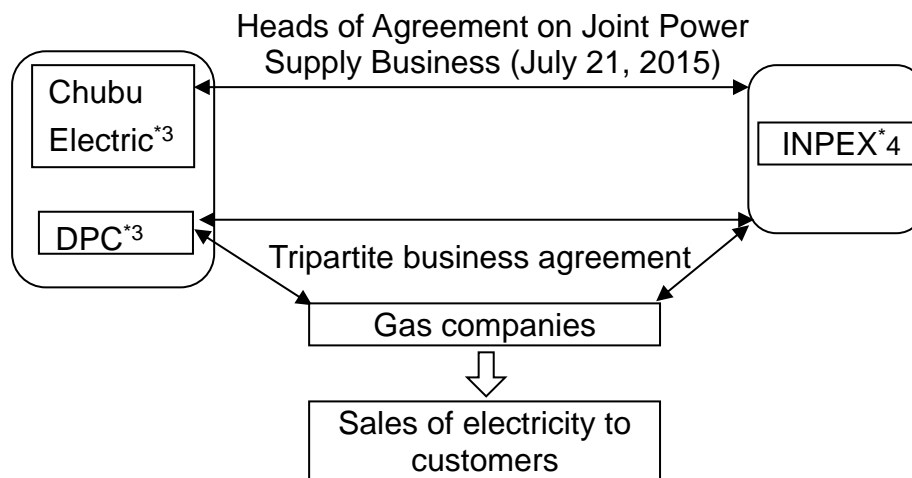 Heads of Agreement on Joint Power
Supply Business (July 21, 2015)
Chubu
Electric*3
INPEX*4
DPC*3
Tripartite business agreement
Gas companies
Sales of electricity to
customers